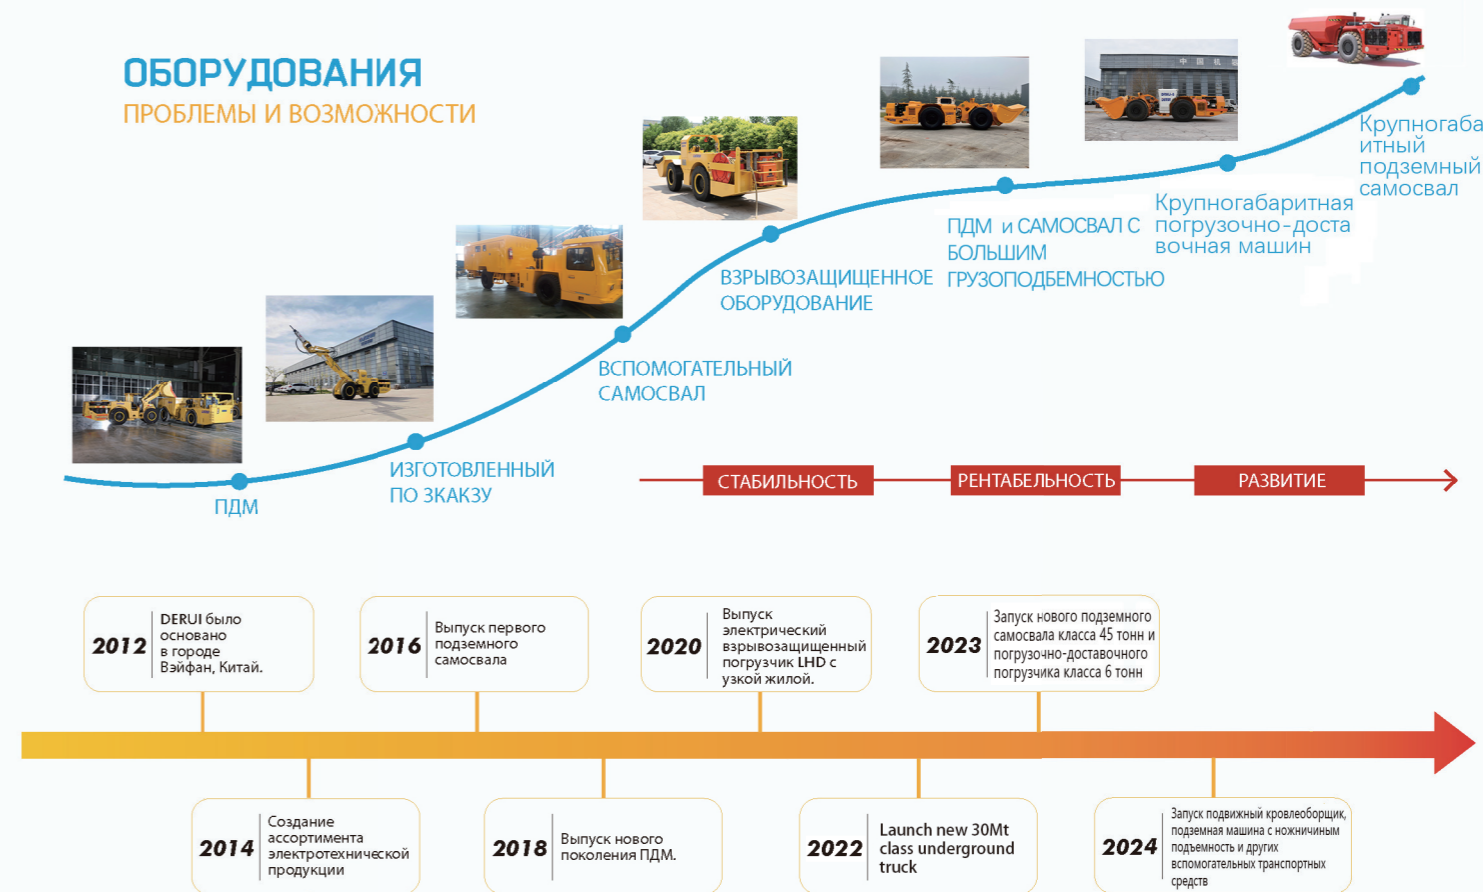 ОБОРУДОВАНИЯ
ПРОБЛЕМЫ И ВОЗМОЖНОСТИ
ПДМ
ИЗГОТОВЛЕННЫЙ
ПО ЗКАКЗУ
ВСПОМОГАТЕЛЬНЫЙ
САМОСВАЛ
ВЗРЫВОЗАЩИЩЕННОЕ
ОБОРУДОВАНИЕ
ПДМ и САМОСВАЛ С
БОЛЬШИМ
ГРУЗОПОДБЕМНОСТЬЮ
Крупногабаритная
погрузочно-доста
вочная машин
Крупногаба
итный
подземный
самосвал
СТАБИЛЬНОСТЬ
РЕНТАБЕЛЬНОСТЬ
РАЗВИТИЕ
2012
DERUI было
основано
в городе
Вэйфан, Китай.
2016
Выпуск первого
подземного
самосвала
2020
Выпуск
электрический
взрывозащищенный
погрузчик LHD с
узкой жилой.
2023
Запуск нового подземного
самосвала класса 45 тонн и
погрузочно-доставочного
погрузчика класса 6 тонн
2014
Создание
ассортимента
электротехнической
продукции
2018
Выпуск нового
поколения ПДМ.
2022
Launch new 30Mt
class underground
truck
2024
Запуск подвижный кровлеоборщик,
подземная машина с ножничиным
подъемность и других
вспомогательных транспортных
средств